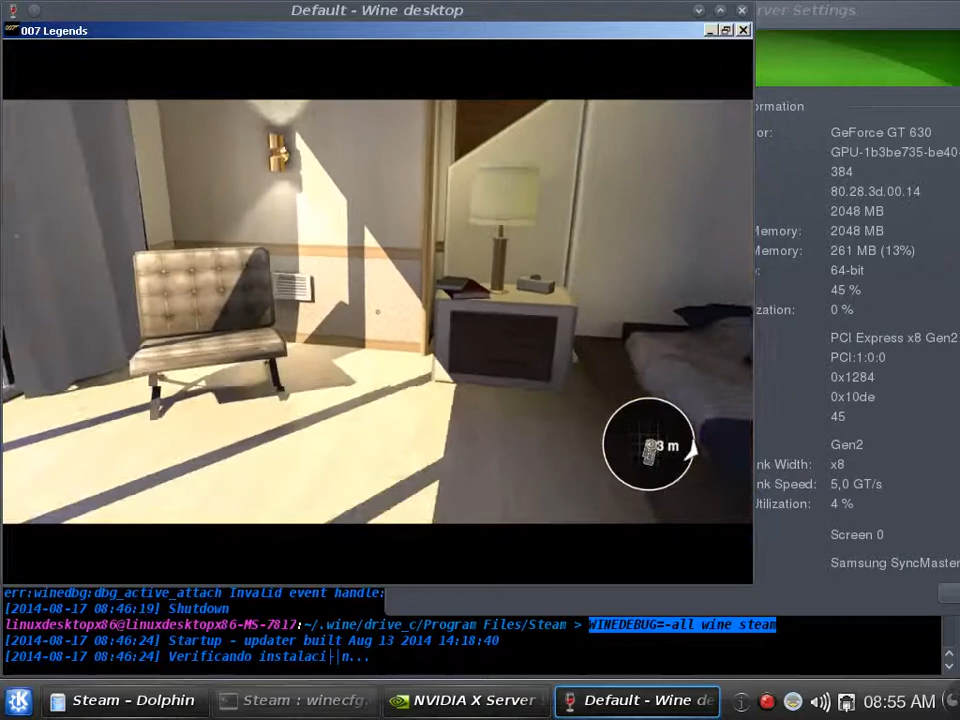 Default - Wine desktop
rver Settings
007 Legends
ormation
or:
GeForce GT 630
GPU-1b3be735-be40-
384
80.28.3d.00.14
2048 MB
Memory:
2048 MB
Memory:
261 MB (13%)
:
64-bit
45 %
zation:
0 %
PCI Express x8 Gen2
PCI:1:0:0
0x1284
0x10de
45
Gen2
nk Width:
x8
nk Speed:
5,0 GT/s
Utilization:
4 %
Screen 0
Samsung SyncMaster
3 m
err:winedbg:dbg_active_attach Invalid event handle:
[2014-08-17 08:46:19] Shutdown
linuxdesktopx86@linuxdesktopx86-MS-7817:~/.wine/drive_c/Program Files/Steam > WINEDEBUG=-all wine steam
[2014-08-17 08:46:24] Startup - updater built Aug 13 2014 14:18:40
[2014-08-17 08:46:24] Verificando instalaci├│n...
Steam - Dolphin
Steam : winecfg
NVIDIA X Server
Default - Wine de
08:55 AM